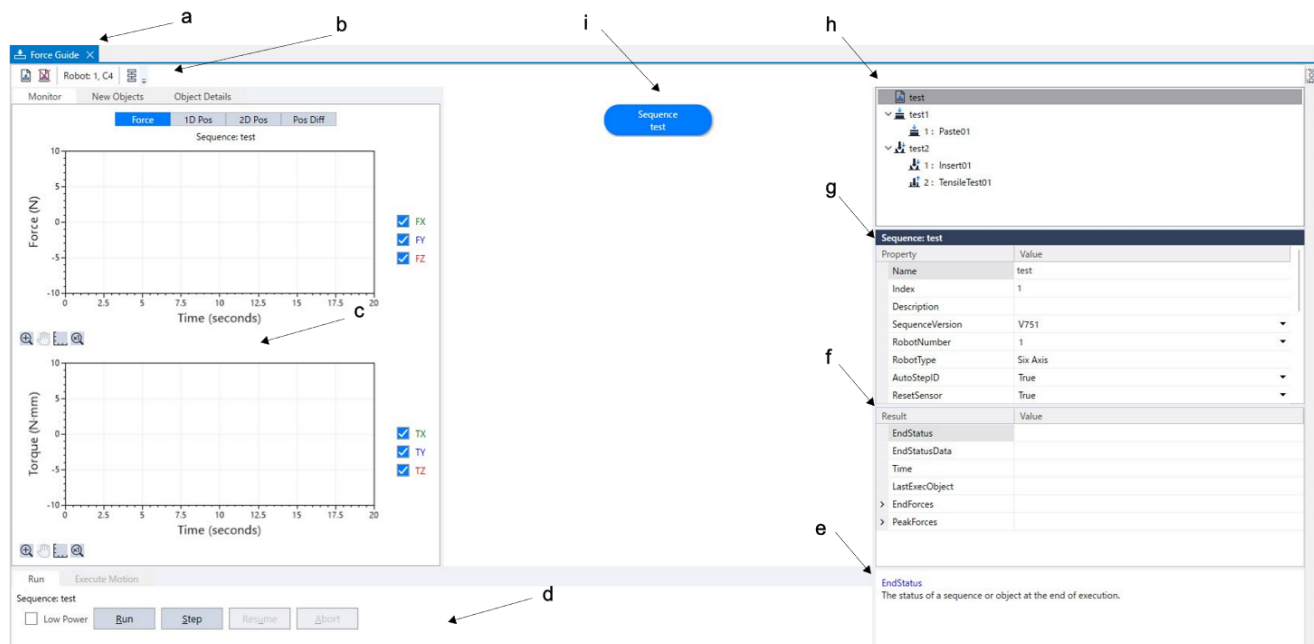 a
b
i
h
Force Guide
Robot: 1, C4
Monitor New Objects Object Details
Force 1D Pos 2D Pos Pos Diff
Sequence: test
10
5
0
-5
-10
Force (N)
0 2.5 5 7.5 10 12.5 15 17.5 20
Time (seconds)
FX
FY
FZ
c
10
5
0
-5
-10
Torque (N·mm)
0 2.5 5 7.5 10 12.5 15 17.5 20
Time (seconds)
TX
TY
TZ
Run Execute Motion
Sequence: test
Low Power Run Step Resume Abort
d
Sequence
test
test
test1
1 : Paste01
test2
1 : Insert01
2 : TensileTest01
g
Sequence: test
Property Value
Name test
Index 1
Description
SequenceVersion V751
RobotNumber 1
RobotType Six Axis
AutoStepID True
ResetSensor True
f
Result Value
EndStatus
EndStatusData
Time
LastExecObject
EndForces
PeakForces
e
EndStatus
The status of a sequence or object at the end of execution.